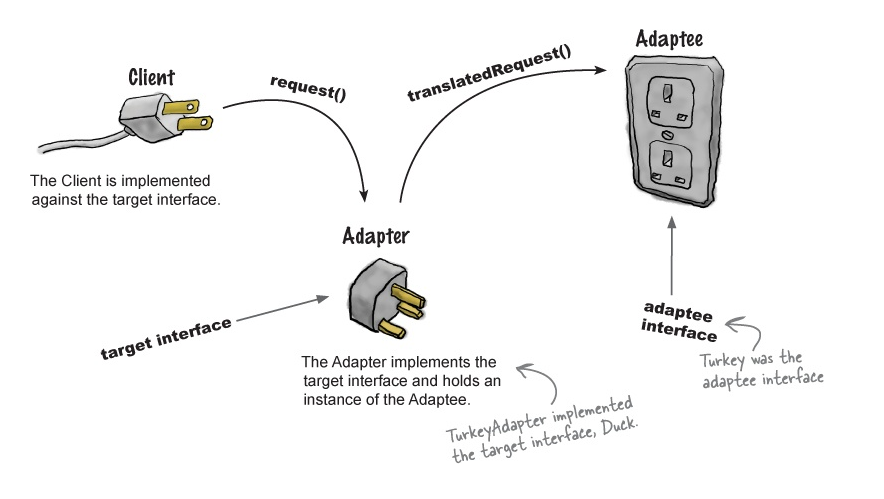 Client
request()
translatedRequest()
Adaptee
The Client is implemented
against the target interface.
Adapter
target interface
The Adapter implements the
target interface and holds an
instance of the Adaptee.
TurkeyAdapter implemented
the target interface, Duck.
adaptee
interface
Turkey was the
adaptee interface